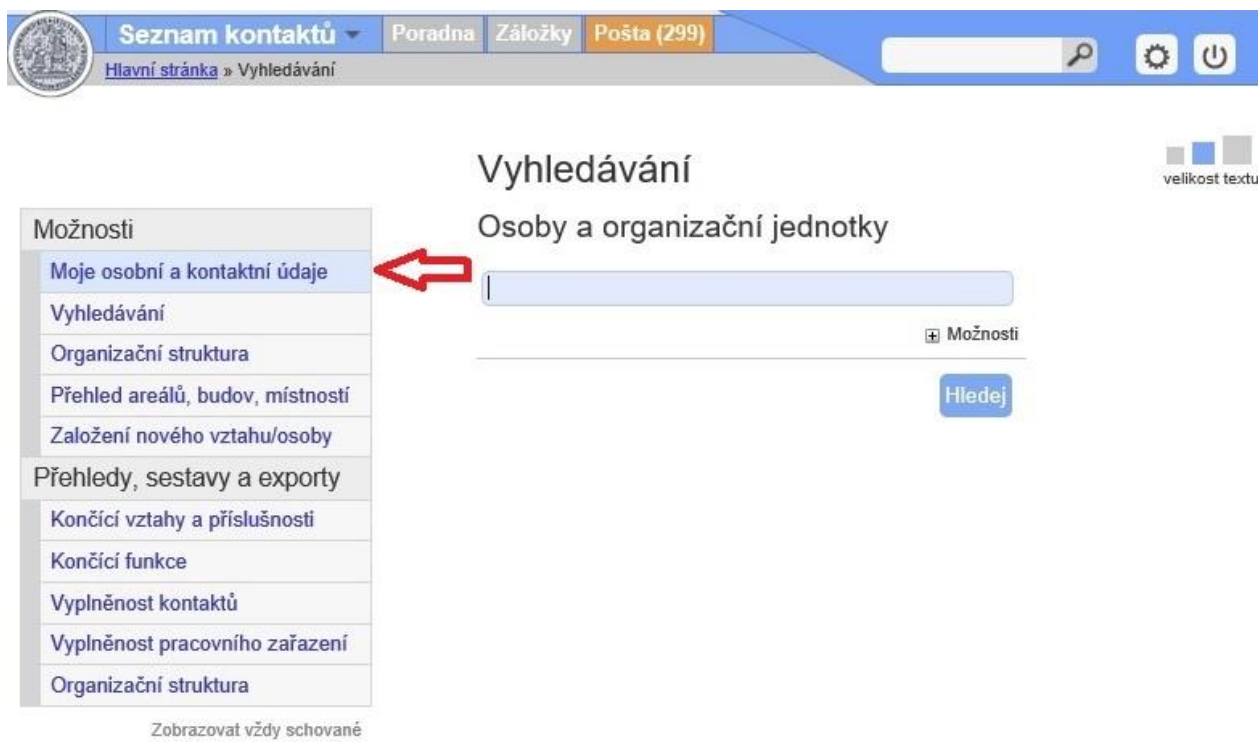 Seznam kontaktů Poradna Záložky Pošta (299)
Hlavní stránka » Vyhledávání
velikost textu
Vyhledávání
Osoby a organizační jednotky
Možnosti
Hledej
Možnosti
Moje osobní a kontaktní údaje
Vyhledávání
Organizační struktura
Přehled areálů, budov, místností
Založení nového vztahu/osoby
Přehledy, sestavy a exporty
Končící vztahy a příslušnosti
Končící funkce
Vyplněnost kontaktů
Vyplněnost pracovního zařazení
Organizační struktura
Zobrazovat vždy schované